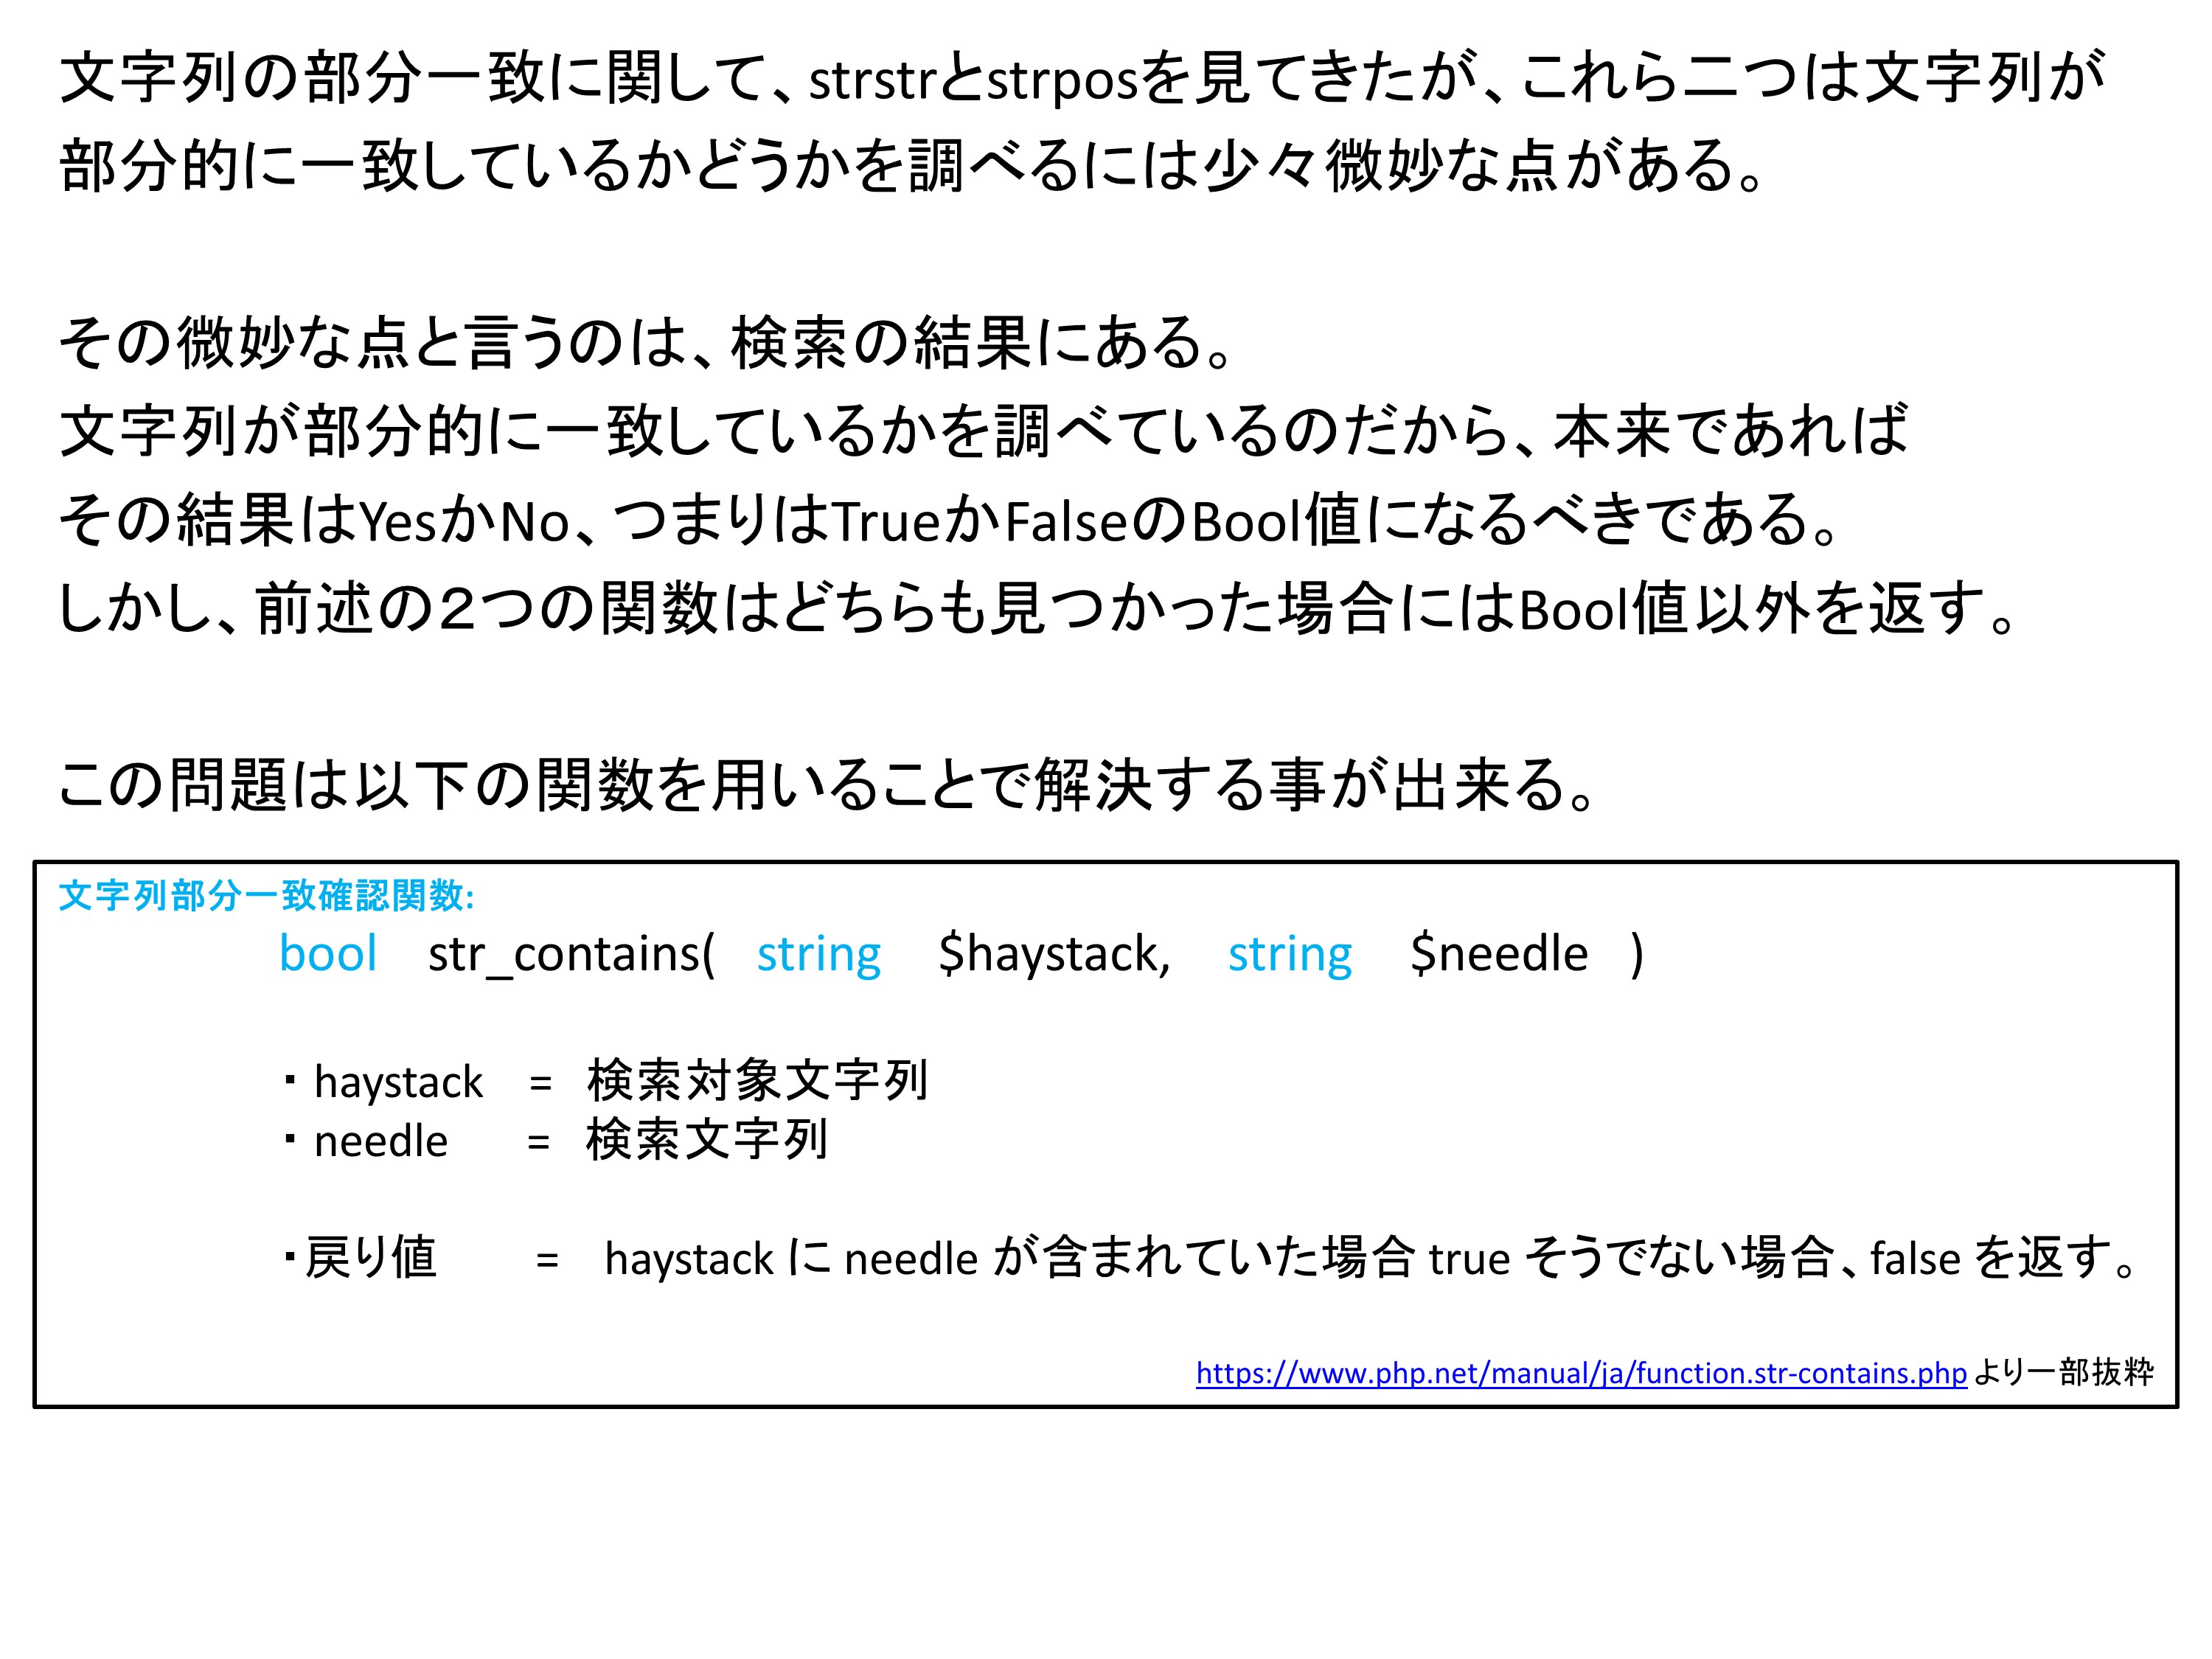 文字列の部分一致に関して、strstrとstrposを見てきたが、これら二つは文字列が
部分的に一致しているかどうかを調べるには少々微妙な点がある。
その微妙な点と言うのは、検索の結果にある。
文字列が部分的に一致しているかを調べているのだから、本来であれば
その結果はYesかNo、つまりはTrueかFalseのBool値になるべきである。
しかし、前述の２つの関数はどちらも見つかった場合にはBool値以外を返す。
この問題は以下の関数を用いることで解決する事が出来る。
文字列部分一致確認関数:
bool str_contains( string $haystack, string $needle )
・ haystack = 検索対象文字列
・ needle = 検索文字列
・戻り値 = haystack に needle が含まれていた場合 true そうでない場合、false を返す。
https://www.php.net/manual/ja/function.str-contains.php より一部抜粋